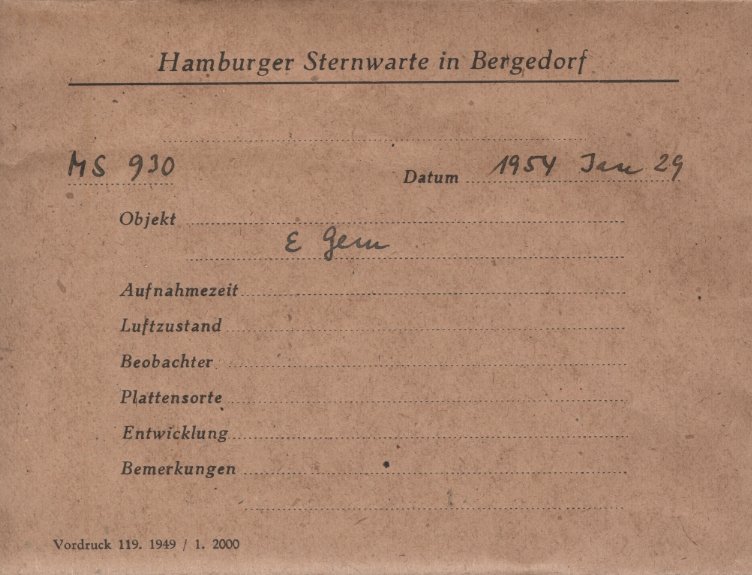 Hamburger Sternwarte in Bergedorf
MS 930
Datum 1954 Jan 29
Objekt
ε Gem
Aufnahmezeit
Luftzustand
Beobachter
Plattensorte
Entwicklung
Bemerkungen
Vordruck 119. 1949 / 1. 2000